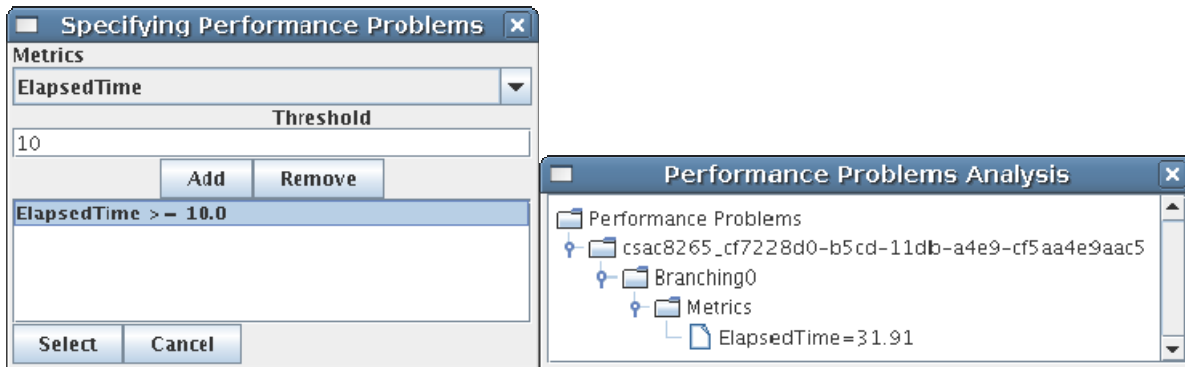 Specifying Performance Problems
Metrics
ElapsedTime
Threshold
10
Add Remove
ElapsedTime >= 10.0
Select Cancel
Performance Problems Analysis
Performance Problems
csac8265_cf7228d0-b5cd-11db-a4e9-cf5aa4e9aac5
Branching0
Metrics
ElapsedTime=31.91